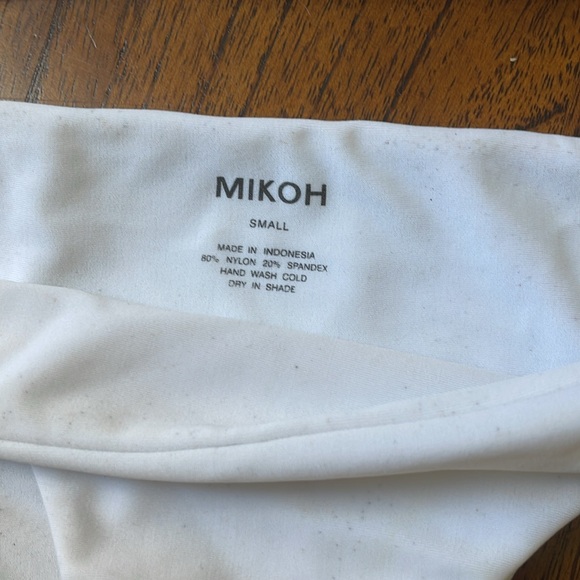 MIKOH
SMALL
MADE IN INDONESIA
80% NYLON 20% SPANDEX
HAND WASH COLD
DRY IN SHADE